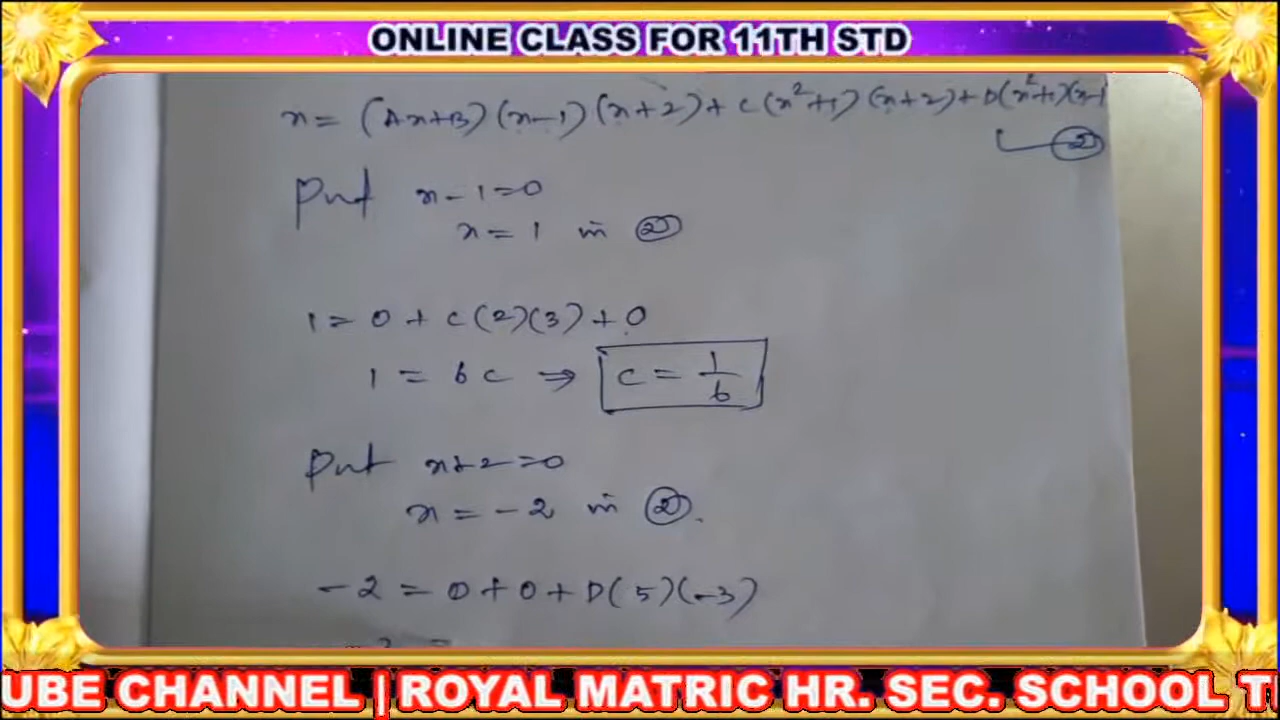 ONLINE CLASS FOR 11TH STD
x = (Ax+B)(x-1)(x+2) + C(x²+1)(x+2) + D(x²+1)(x-1
②
Put x-1=0
x = 1 in ②
1 = 0 + C(2)(3) + 0
1 = 6C ⇒ C = 1/6
Put x+2=0
x = -2 in ②.
-2 = 0 + 0 + D(5)(-3)
UBE CHANNEL | ROYAL MATRIC HR. SEC. SCHOOL T